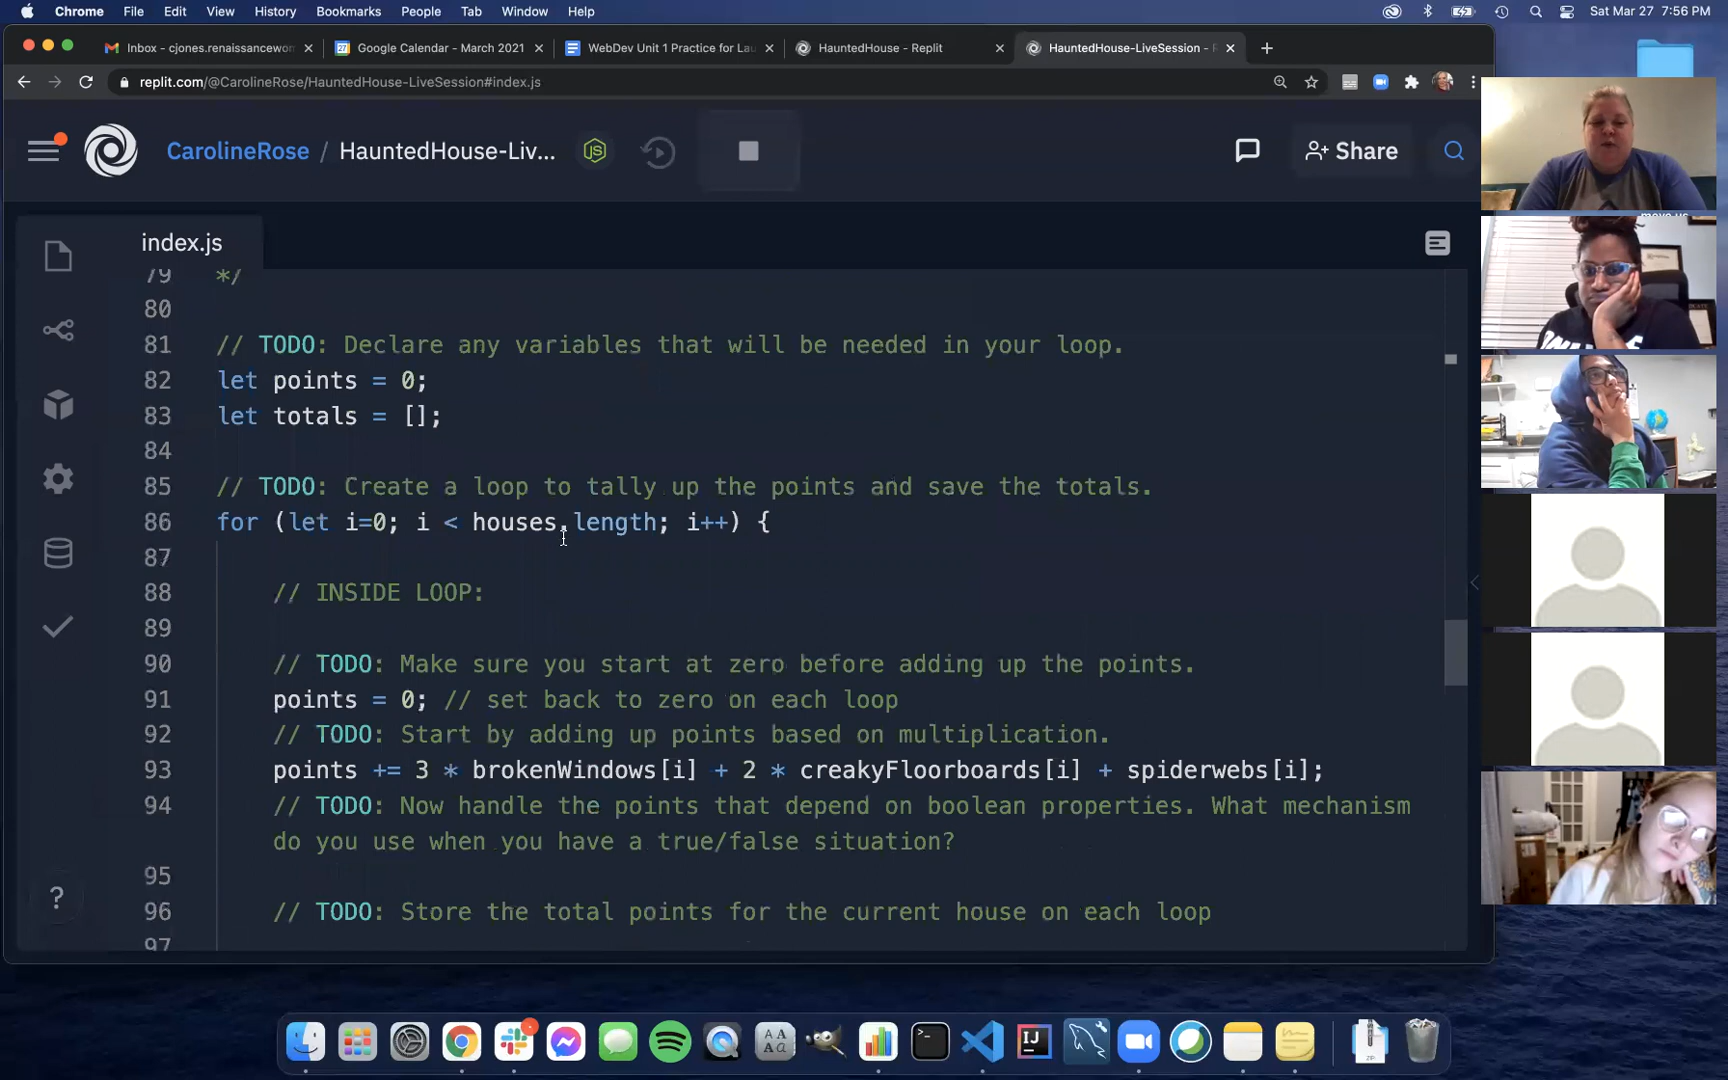 Chrome File Edit View History Bookmarks People Tab Window Help Sat Mar 27 7:56 PM
Inbox - cjones.renaissancewo Google Calendar - March 2021 WebDev Unit 1 Practice for Lau HauntedHouse - Replit HauntedHouse-LiveSession - R
replit.com/@CarolineRose/HauntedHouse-LiveSession#index.js
CarolineRose / HauntedHouse-Liv... Share
index.js
79 */
80
81 // TODO: Declare any variables that will be needed in your loop.
82 let points = 0;
83 let totals = [];
84
85 // TODO: Create a loop to tally up the points and save the totals.
86 for (let i=0; i < houses.length; i++) {
87
88 // INSIDE LOOP:
89
90 // TODO: Make sure you start at zero before adding up the points.
91 points = 0; // set back to zero on each loop
92 // TODO: Start by adding up points based on multiplication.
93 points += 3 * brokenWindows[i] + 2 * creakyFloorboards[i] + spiderwebs[i];
94 // TODO: Now handle the points that depend on boolean properties. What mechanism
do you use when you have a true/false situation?
95
96 // TODO: Store the total points for the current house on each loop
97